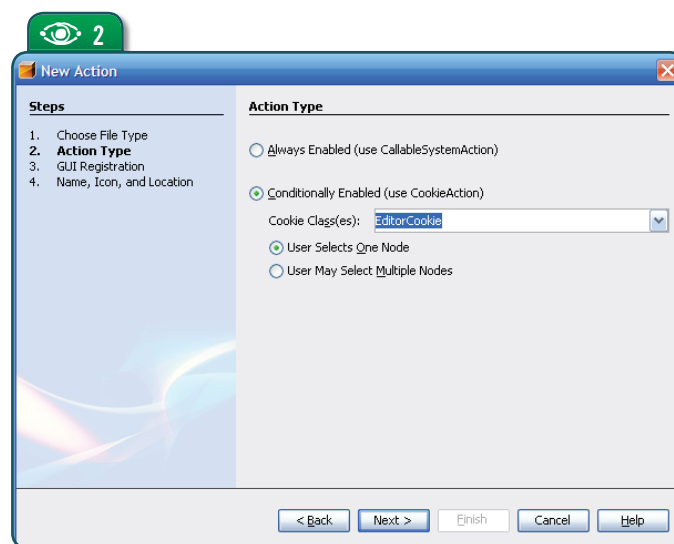 2
New Action
Steps
1. Choose File Type
2. Action Type
3. GUI Registration
4. Name, Icon, and Location
Action Type
Always Enabled (use CallableSystemAction)
Conditionally Enabled (use CookieAction)
Cookie Class(es): EditorCookie
User Selects One Node
User May Select Multiple Nodes
< Back Next > Finish Cancel Help